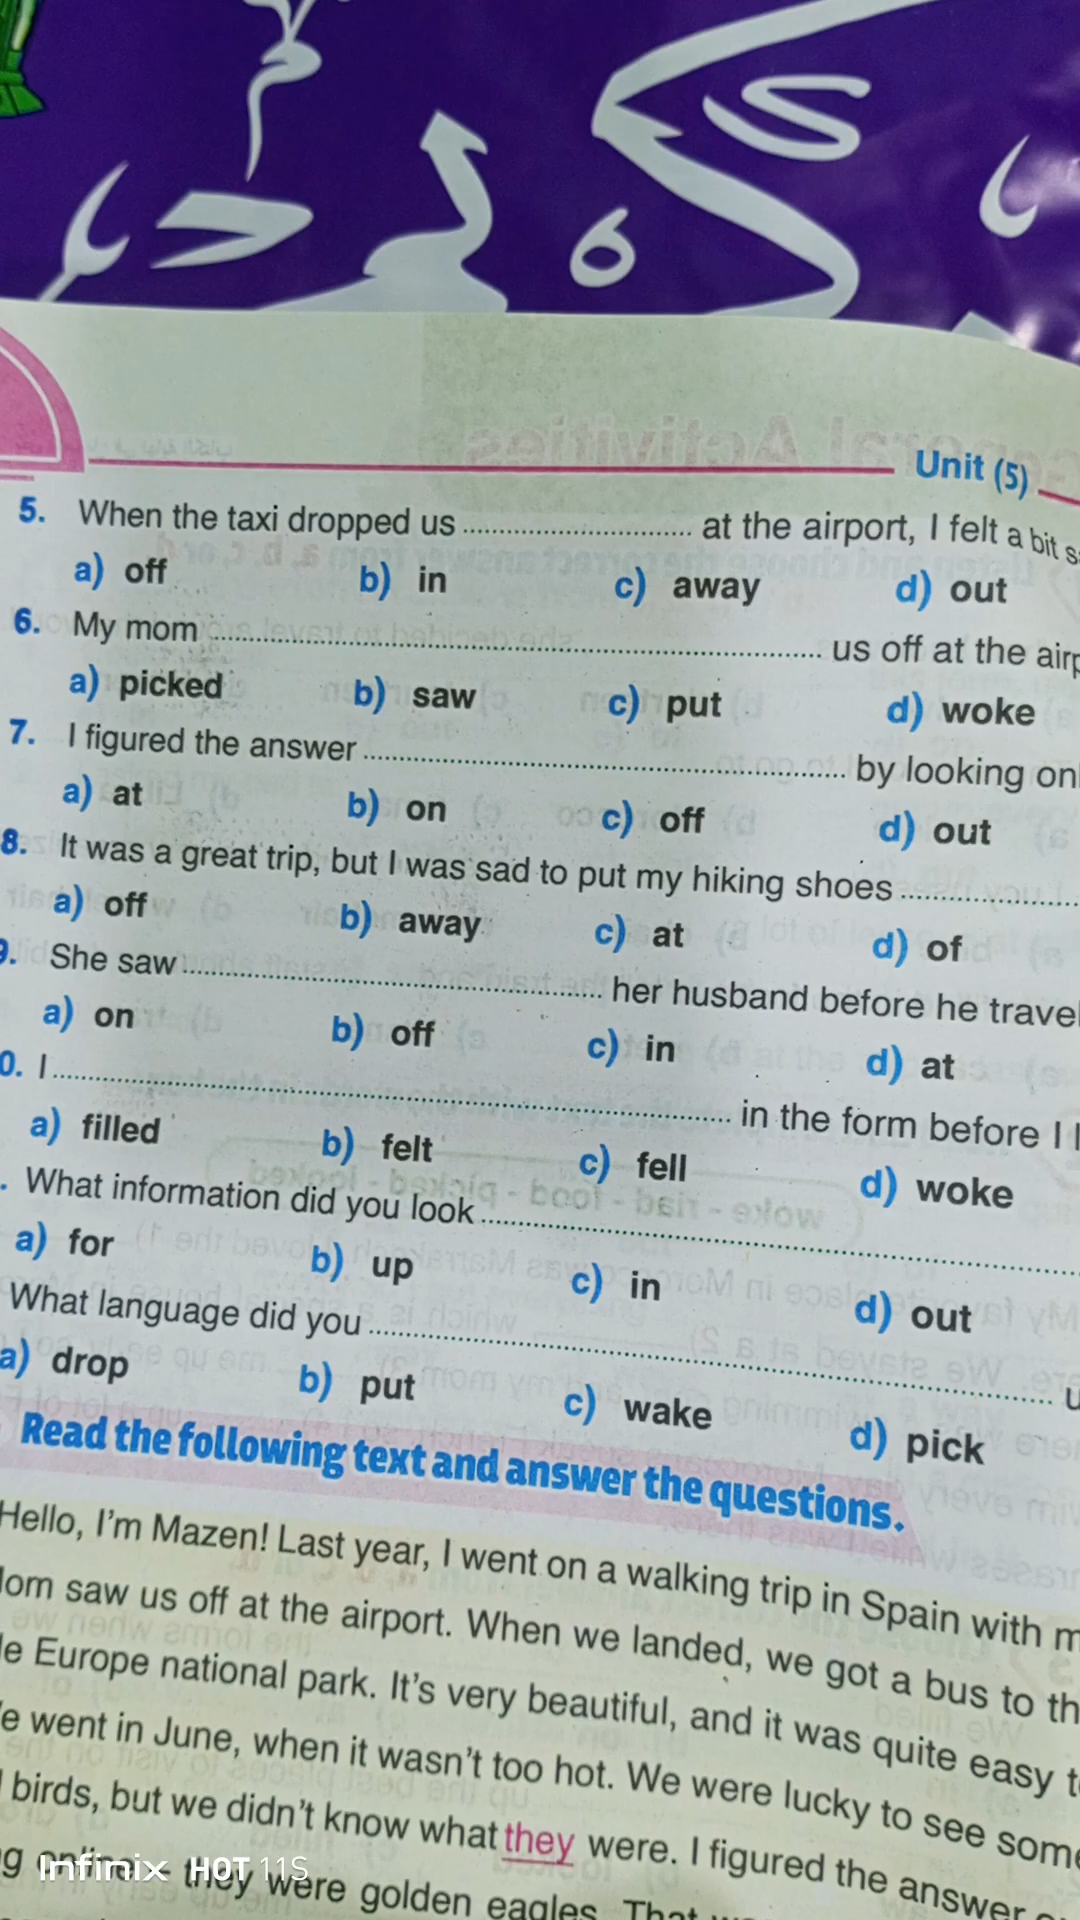 Unit (5)
5. When the taxi dropped us .......................... at the airport, I felt a bit
a) off b) in c) away d) out
6. My mom .......................... us off at the
a) picked b) saw c) put d) woke
7. I figured the answer .......................... by looking
a) at b) on c) off d) out
8. It was a great trip, but I was sad to put my hiking shoes ..........................
a) off b) away c) at d) of
She saw .......................... her husband before he
a) on b) off c) in d) at
I .......................... in the form before I
a) filled b) felt c) fell d) woke
What information did you look ..........................
a) for b) up c) in d) out
What language did you ..........................
a) drop b) put c) wake d) pick
Read the following text and answer the questions.
Hello, I'm Mazen! Last year, I went on a walking trip in Spain with
saw us off at the airport. When we landed, we got a bus to
Europe national park. It's very beautiful, and it was quite easy
went in June, when it wasn't too hot. We were lucky to see
birds, but we didn't know what they were. I figured the answer
they were golden eagles. That
Infinix HOT 11S